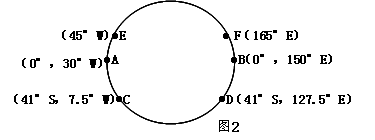 (45° W) E F(165° E)
(0°, 30° W) A B(0°, 150° E)
(41° S, 7.5° W) C D(41° S, 127.5° E)
图2